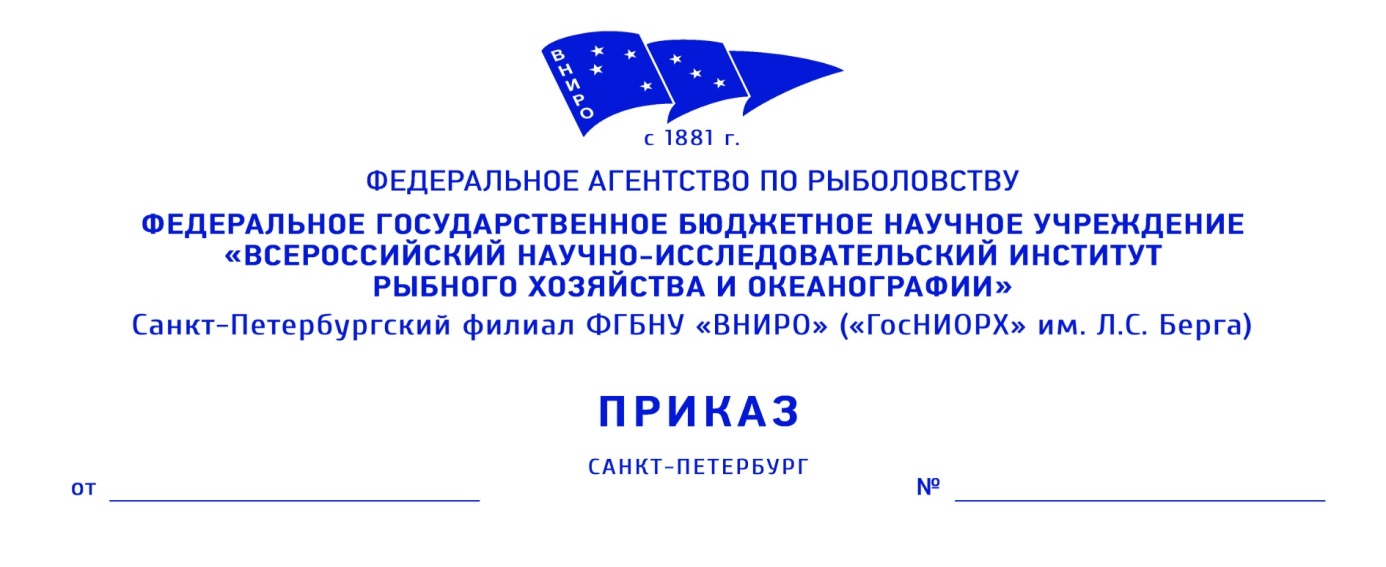 ВНИРО
с 1881 г.
ФЕДЕРАЛЬНОЕ АГЕНТСТВО ПО РЫБОЛОВСТВУ
ФЕДЕРАЛЬНОЕ ГОСУДАРСТВЕННОЕ БЮДЖЕТНОЕ НАУЧНОЕ УЧРЕЖДЕНИЕ
«ВСЕРОССИЙСКИЙ НАУЧНО-ИССЛЕДОВАТЕЛЬСКИЙ ИНСТИТУТ
РЫБНОГО ХОЗЯЙСТВА И ОКЕАНОГРАФИИ»
Санкт-Петербургский филиал ФГБНУ «ВНИРО» («ГосНИОРХ» им. Л.С. Берга)
ПРИКАЗ
САНКТ-ПЕТЕРБУРГ
от
№